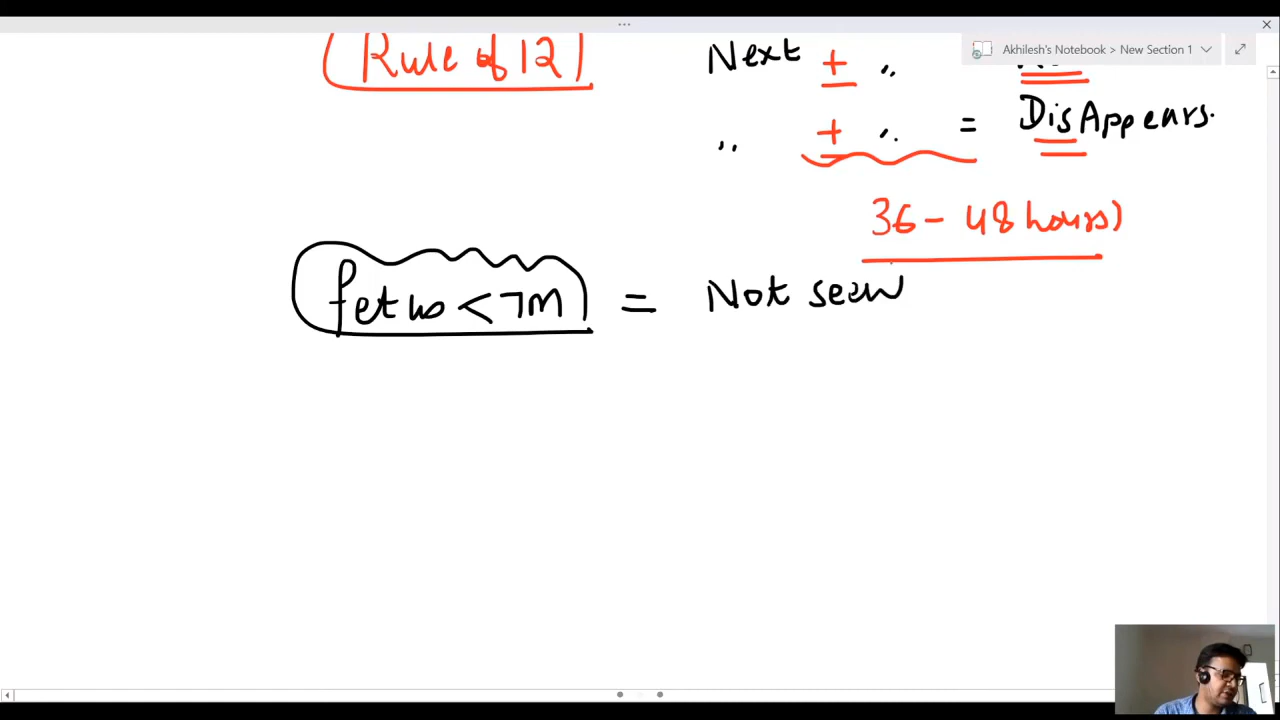 Akhilesh's Notebook > New Section 1
(Rule of 12) Next + ,,
,, + ,, = DisAppears.
36 - 48 hours)
fetus < 7M = Not seen